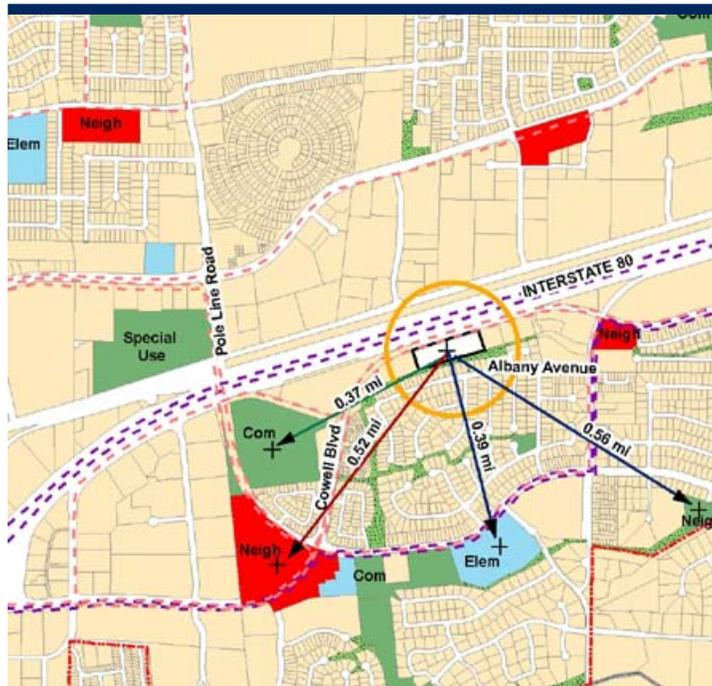 Com
Neigh
Elem
Pole Line Road
INTERSTATE 80
Special
Use
Neigh
Albany Avenue
0.37 mi
Com
0.52 mi
Cowell Blvd
0.39 mi
0.56 mi
Neigh
Neigh
Com
Elem